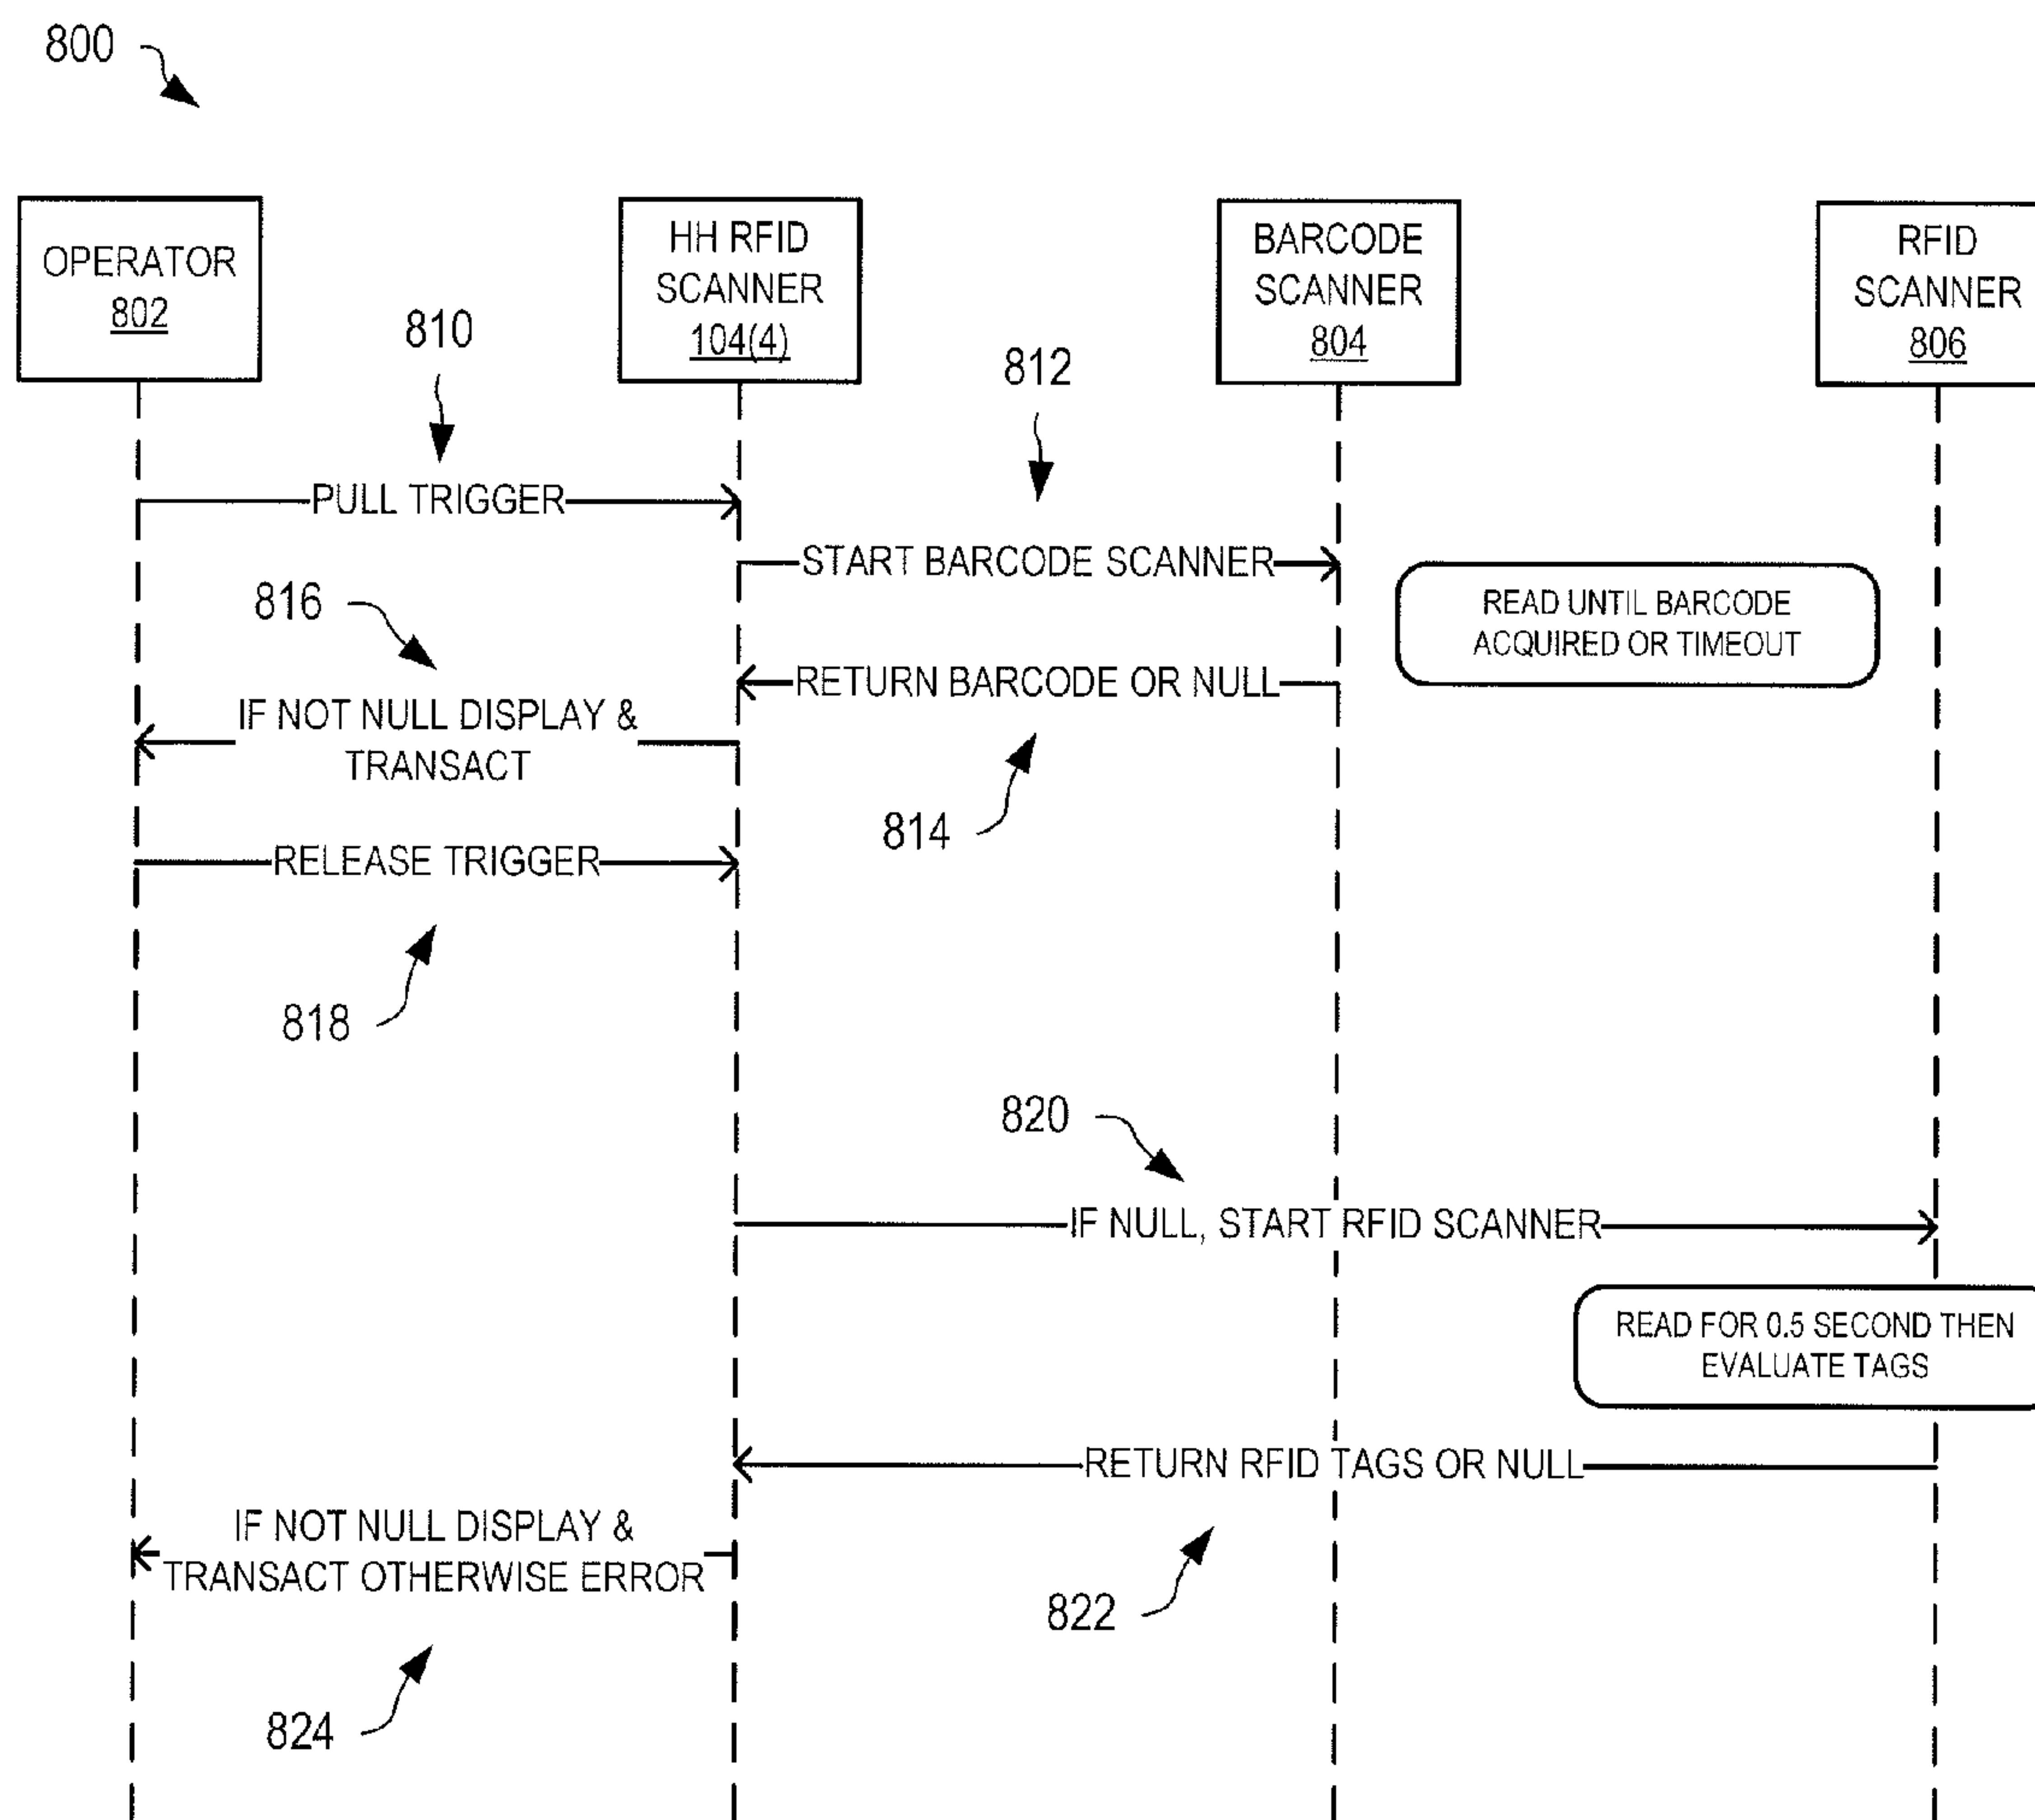 800
OPERATOR
802
HH RFID
SCANNER
104(4)
BARCODE
SCANNER
804
RFID
SCANNER
806
810
812
PULL TRIGGER
START BARCODE SCANNER
READ UNTIL BARCODE
ACQUIRED OR TIMEOUT
816
RETURN BARCODE OR NULL
IF NOT NULL DISPLAY &
TRANSACT
814
RELEASE TRIGGER
818
820
IF NULL, START RFID SCANNER
READ FOR 0.5 SECOND THEN
EVALUATE TAGS
RETURN RFID TAGS OR NULL
IF NOT NULL DISPLAY &
TRANSACT OTHERWISE ERROR
822
824